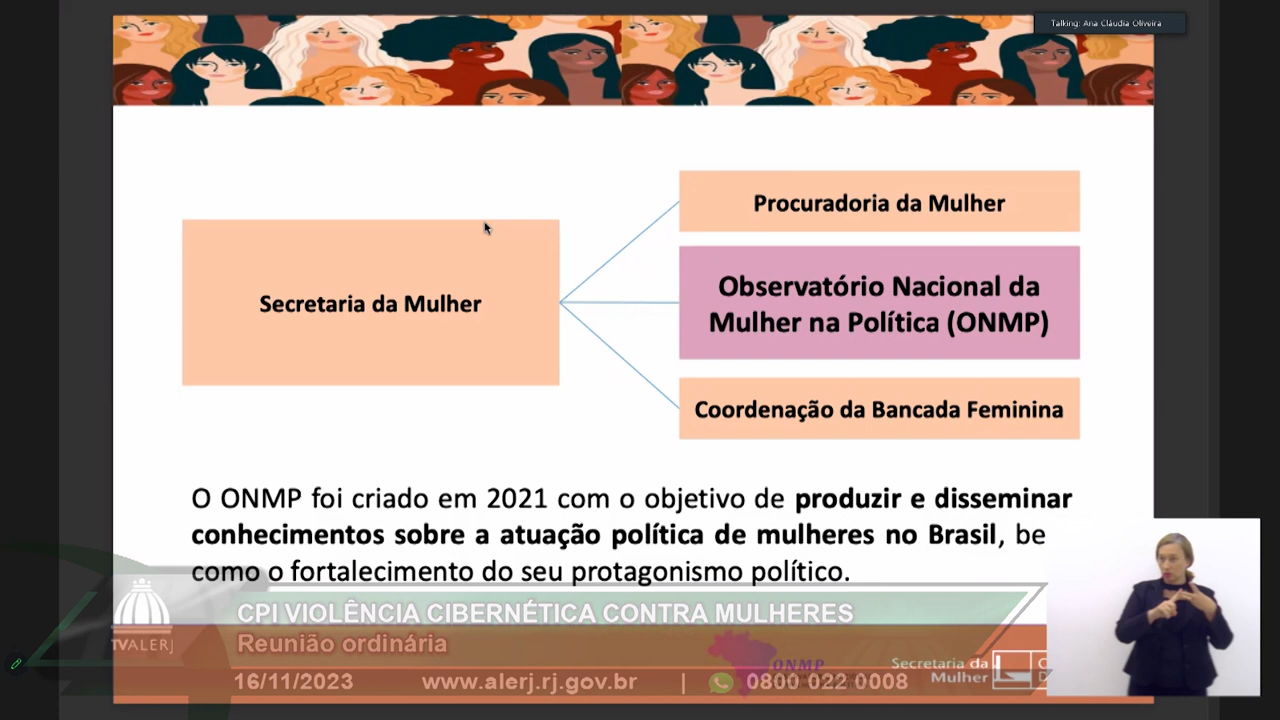 Talking: Ana Cláudia Oliveira
Procuradoria da Mulher
Secretaria da Mulher
Observatório Nacional da
Mulher na Política (ONMP)
Coordenação da Bancada Feminina
O ONMP foi criado em 2021 com o objetivo de produzir e disseminar
conhecimentos sobre a atuação política de mulheres no Brasil, be
como o fortalecimento do seu protagonismo político.
CPI VIOLÊNCIA CIBERNÉTICA CONTRA MULHERES
TVALERJ
Reunião ordinária
ONMP
Secretaria da
Mulher
16/11/2023 www.alerj.rj.gov.br | 0800 022 0008